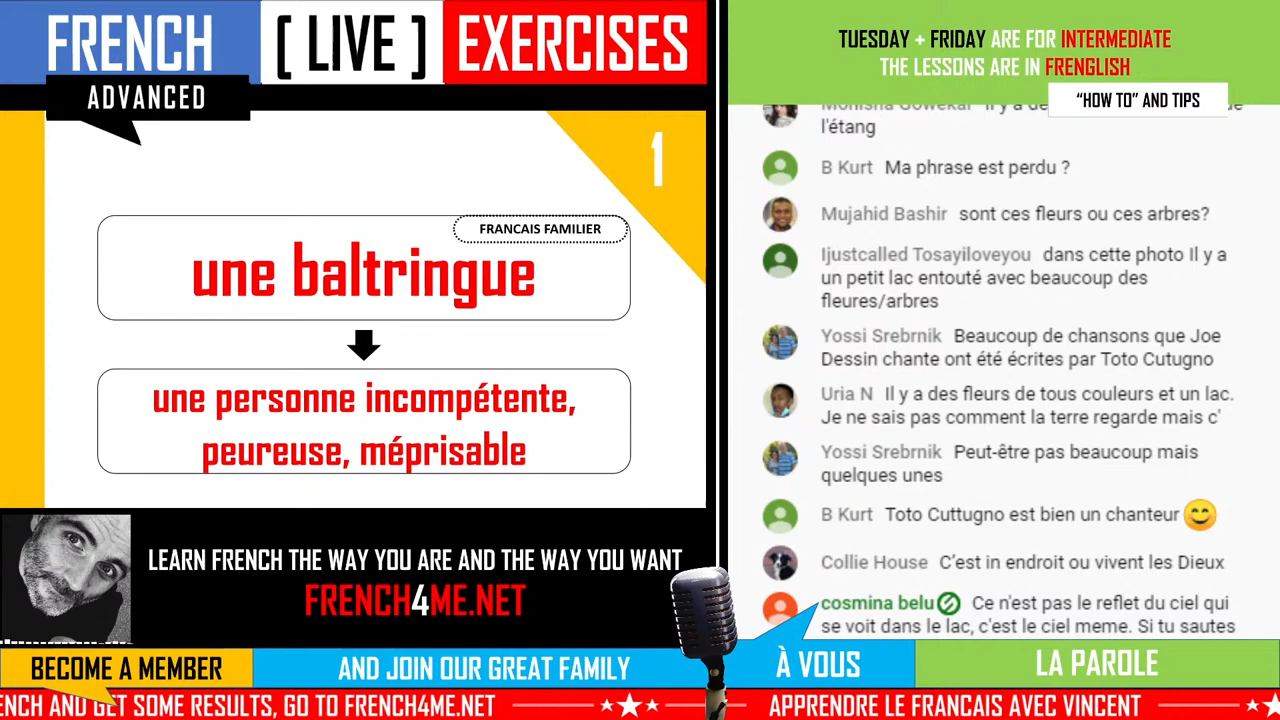 FRENCH [ LIVE ] EXERCISES
ADVANCED
1
FRANCAIS FAMILIER
une baltringue
une personne incompétente,
peureuse, méprisable
LEARN FRENCH THE WAY YOU ARE AND THE WAY YOU WANT
FRENCH4ME.NET
TUESDAY + FRIDAY ARE FOR INTERMEDIATE
THE LESSONS ARE IN FRENGLISH
"HOW TO" AND TIPS
l'étang
B Kurt Ma phrase est perdu ?
Mujahid Bashir sont ces fleurs ou ces arbres?
Ijustcalled Tosayiloveyou dans cette photo Il y a
un petit lac entouté avec beaucoup des
fleures/arbres
Yossi Srebrnik Beaucoup de chansons que Joe
Dessin chante ont été écrites par Toto Cutugno
Uria N Il y a des fleurs de tous couleurs et un lac.
Je ne sais pas comment la terre regarde mais c'
Yossi Srebrnik Peut-être pas beaucoup mais
quelques unes
B Kurt Toto Cuttugno est bien un chanteur 😊
Collie House C'est in endroit ou vivent les Dieux
cosmina belu Ce n'est pas le reflet du ciel qui
se voit dans le lac, c'est le ciel meme. Si tu sautes
BECOME A MEMBER AND JOIN OUR GREAT FAMILY
À VOUS LA PAROLE
ENCH AND GET SOME RESULTS, GO TO FRENCH4ME.NET
APPRENDRE LE FRANCAIS AVEC VINCENT